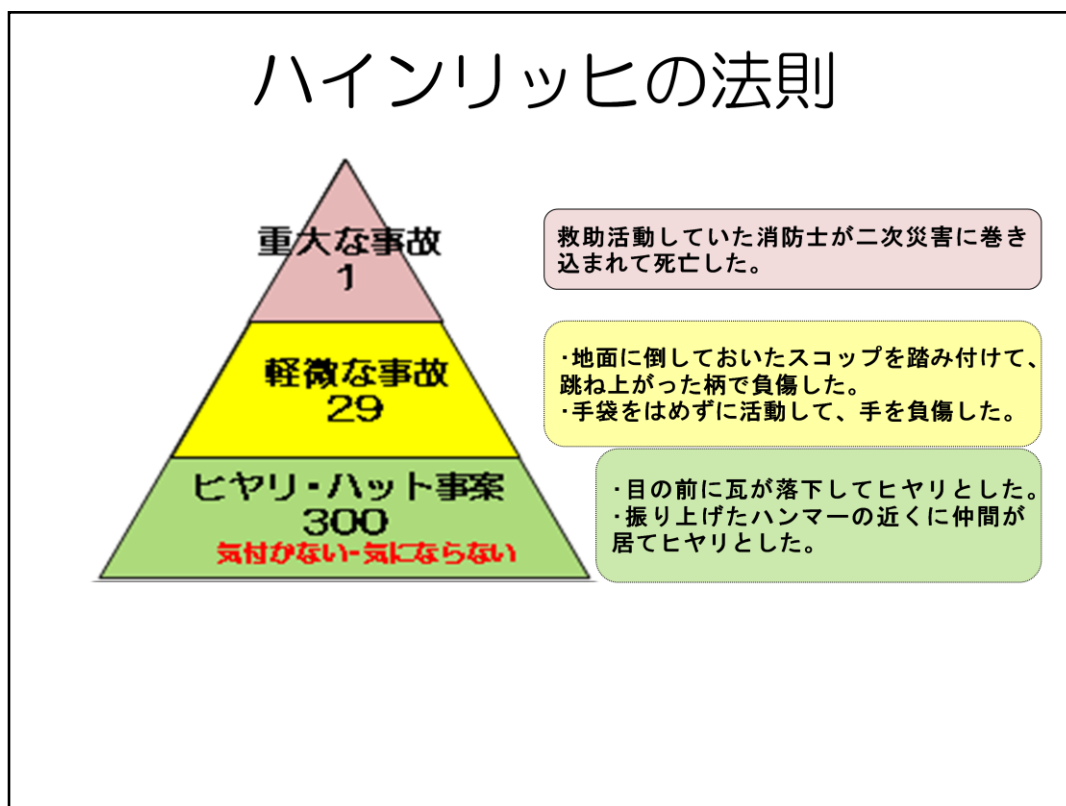 ハインリッヒの法則
重大な事故
1
救助活動していた消防士が二次災害に巻き
込まれて死亡した。
軽微な事故
29
・地面に倒しておいたスコップを踏み付けて、
跳ね上がった柄で負傷した。
・手袋をはめずに活動して、手を負傷した。
ヒヤリ・ハット事案
300
気付かない-気にならない
・目の前に瓦が落下してヒヤリとした。
・振り上げたハンマーの近くに仲間が
居てヒヤリとした。